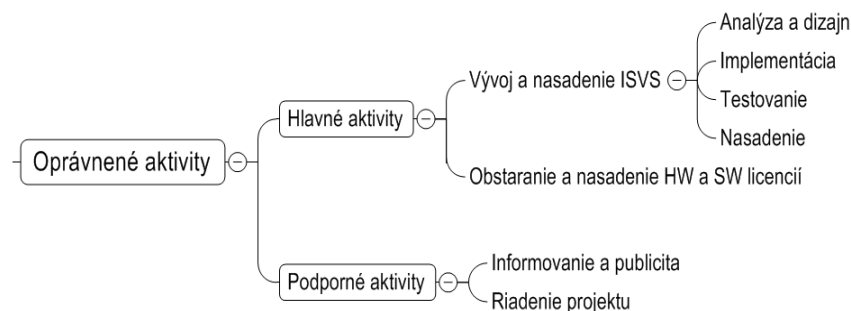 Oprávnené aktivity
Hlavné aktivity
Vývoj a nasadenie ISVS
Analýza a dizajn
Implementácia
Testovanie
Nasadenie
Obstaranie a nasadenie HW a SW licencií
Podporné aktivity
Informovanie a publicita
Riadenie projektu